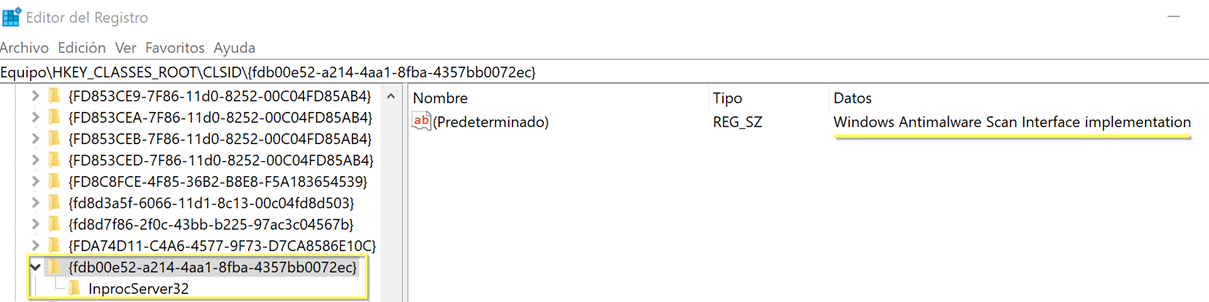 Editor del Registro
Archivo Edición Ver Favoritos Ayuda
Equipo\HKEY_CLASSES_ROOT\CLSID\{fdb00e52-a214-4aa1-8fba-4357bb0072ec}
{FD853CE9-7F86-11d0-8252-00C04FD85AB4}
{FD853CEA-7F86-11d0-8252-00C04FD85AB4}
{FD853CEB-7F86-11d0-8252-00C04FD85AB4}
{FD853CED-7F86-11d0-8252-00C04FD85AB4}
{FD8C8FCE-4F85-36B2-B8E8-F5A183654539}
{fd8d3a5f-6066-11d1-8c13-00c04fd8d503}
{fd8d7f86-2f0c-43bb-b225-97ac3c04567b}
{FDA74D11-C4A6-4577-9F73-D7CA8586E10C}
{fdb00e52-a214-4aa1-8fba-4357bb0072ec}
InprocServer32
Nombre Tipo Datos
ab (Predeterminado) REG_SZ Windows Antimalware Scan Interface implementation